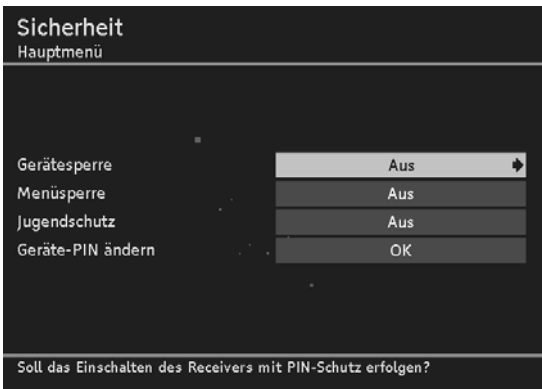 Sicherheit
Hauptmenü
Gerätesperre Aus
Menüsperre Aus
Jugendschutz Aus
Geräte-PIN ändern OK
Soll das Einschalten des Receivers mit PIN-Schutz erfolgen?